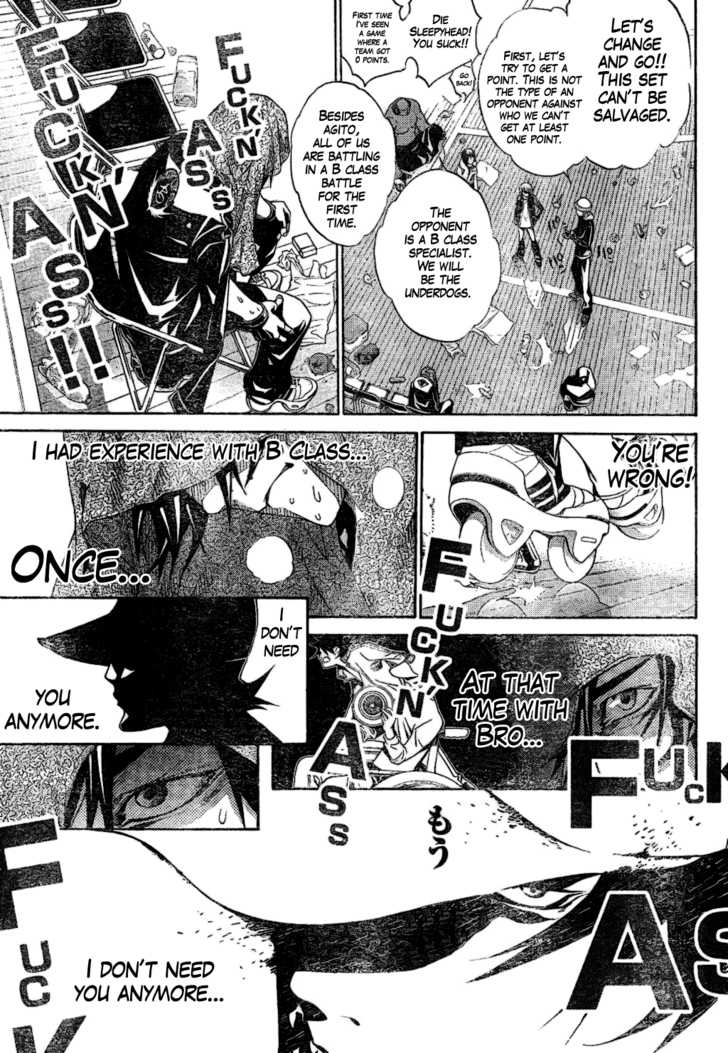 LET'S
CHANGE
AND GO!!
THIS SET
CAN'T BE
SALVAGED.
FIRST, LET'S
TRY TO GET A
POINT. THIS IS NOT
THE TYPE OF AN
OPPONENT AGAINST
WHO WE CAN'T
GET AT LEAST
ONE POINT.
DIE
SLEEPYHEAD!
YOU SUCK!!
GO
BACK!
FIRST TIME
I'VE SEEN
A GAME
WHERE A
TEAM GOT
0 POINTS.
THE
OPPONENT
IS A B CLASS
SPECIALIST.
WE WILL
BE THE
UNDERDOGS.
BESIDES
AGITO,
ALL OF US
ARE BATTLING
IN A B CLASS
BATTLE
FOR THE
FIRST
TIME.
FUCKN'
ASS
FUCKN'
ASS!!
YOU'RE
WRONG!
I HAD EXPERIENCE WITH B CLASS...
ONCE...
FUCKN'
ASS
AT THAT
TIME WITH
BRO...
I
DON'T
NEED
YOU
ANYMORE.
FUCK
AS
もう
FUCK
I DON'T NEED
YOU ANYMORE...